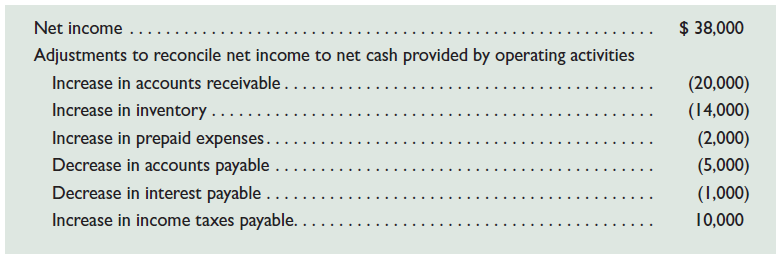 Net income . . . . . . . . . . . . . . . . . . . . . . . . . . . . . . . . . . . . . . . . . . . . . . . . . . . . . . . . . $ 38,000
Adjustments to reconcile net income to net cash provided by operating activities
Increase in accounts receivable . . . . . . . . . . . . . . . . . . . . . . . . . . . . . . . . . . . . . . . (20,000)
Increase in inventory . . . . . . . . . . . . . . . . . . . . . . . . . . . . . . . . . . . . . . . . . . . . . . . (14,000)
Increase in prepaid expenses. . . . . . . . . . . . . . . . . . . . . . . . . . . . . . . . . . . . . . . . . (2,000)
Decrease in accounts payable . . . . . . . . . . . . . . . . . . . . . . . . . . . . . . . . . . . . . . . . (5,000)
Decrease in interest payable . . . . . . . . . . . . . . . . . . . . . . . . . . . . . . . . . . . . . . . . . (1,000)
Increase in income taxes payable. . . . . . . . . . . . . . . . . . . . . . . . . . . . . . . . . . . . . . 10,000